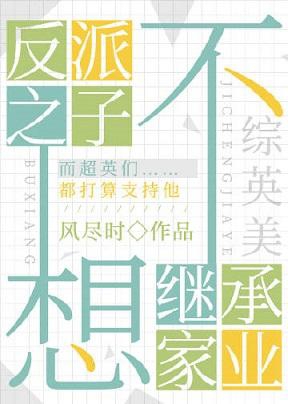 反派
之子
不
想
继承
家业
综英美
BUXIANG
JICHENGJIAYE
而超英们……
都打算支持他
风尽时◇作品